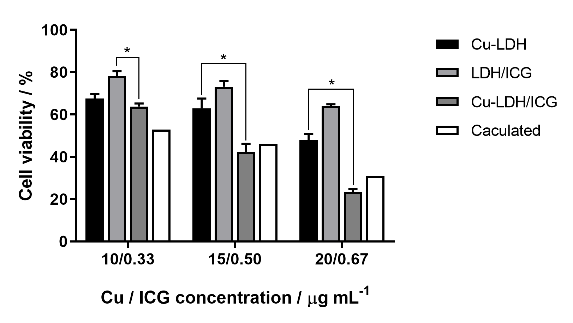 100
80
60
40
20
0
Cell viability / %
*
*
*
10/0.33
15/0.50
20/0.67
Cu / ICG concentration / μg mL⁻¹
Cu-LDH
LDH/ICG
Cu-LDH/ICG
Caculated